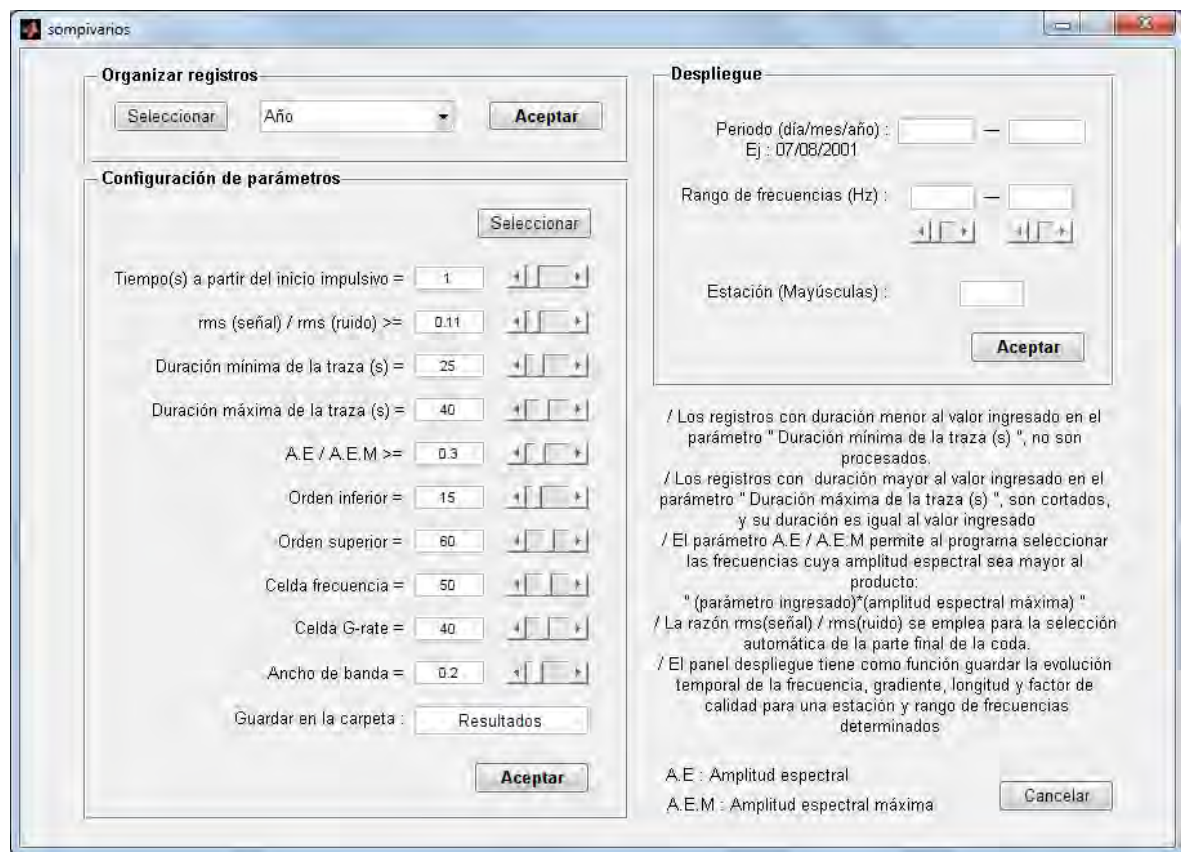 sompivarios
Organizar registros
Seleccionar
Año
Aceptar
Configuración de parámetros
Seleccionar
Tiempo(s) a partir del inicio impulsivo = 1
rms (señal) / rms (ruido) >= 0.11
Duración mínima de la traza (s) = 25
Duración máxima de la traza (s) = 40
A.E / A.E.M >= 0.3
Orden inferior = 15
Orden superior = 60
Celda frecuencia = 50
Celda G-rate = 40
Ancho de banda = 0.2
Guardar en la carpeta : Resultados
Aceptar
Despliegue
Periodo (día/mes/año) : —
Ej : 07/08/2001
Rango de frecuencias (Hz) : —
Estación (Mayúsculas) :
Aceptar
/ Los registros con duración menor al valor ingresado en el
parámetro " Duración mínima de la traza (s) ", no son
procesados.
/ Los registros con duración mayor al valor ingresado en el
parámetro " Duración máxima de la traza (s) ", son cortados,
y su duración es igual al valor ingresado
/ El parámetro A.E / A.E.M permite al programa seleccionar
las frecuencias cuya amplitud espectral sea mayor al
producto:
" (parámetro ingresado)*(amplitud espectral máxima) "
/ La razón rms(señal) / rms(ruido) se emplea para la selección
automática de la parte final de la coda.
/ El panel despliegue tiene como función guardar la evolución
temporal de la frecuencia, gradiente, longitud y factor de
calidad para una estación y rango de frecuencias
determinados
A.E : Amplitud espectral
A.E.M : Amplitud espectral máxima
Cancelar